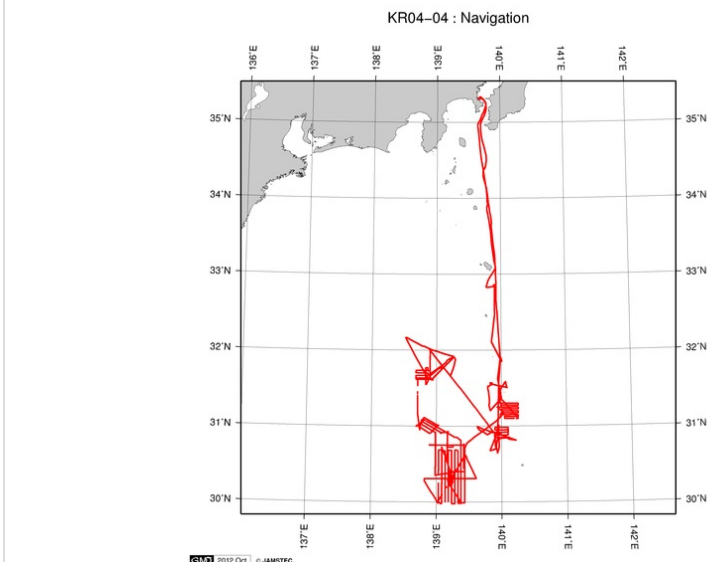 KR04−04 : Navigation
136˚E 137˚E 138˚E 139˚E 140˚E 141˚E 142˚E
35˚N 35˚N
34˚N 34˚N
33˚N 33˚N
32˚N 32˚N
31˚N 31˚N
30˚N 30˚N
137˚E 138˚E 139˚E 140˚E 141˚E 142˚E
GMD 2012 Oct © JAMSTEC